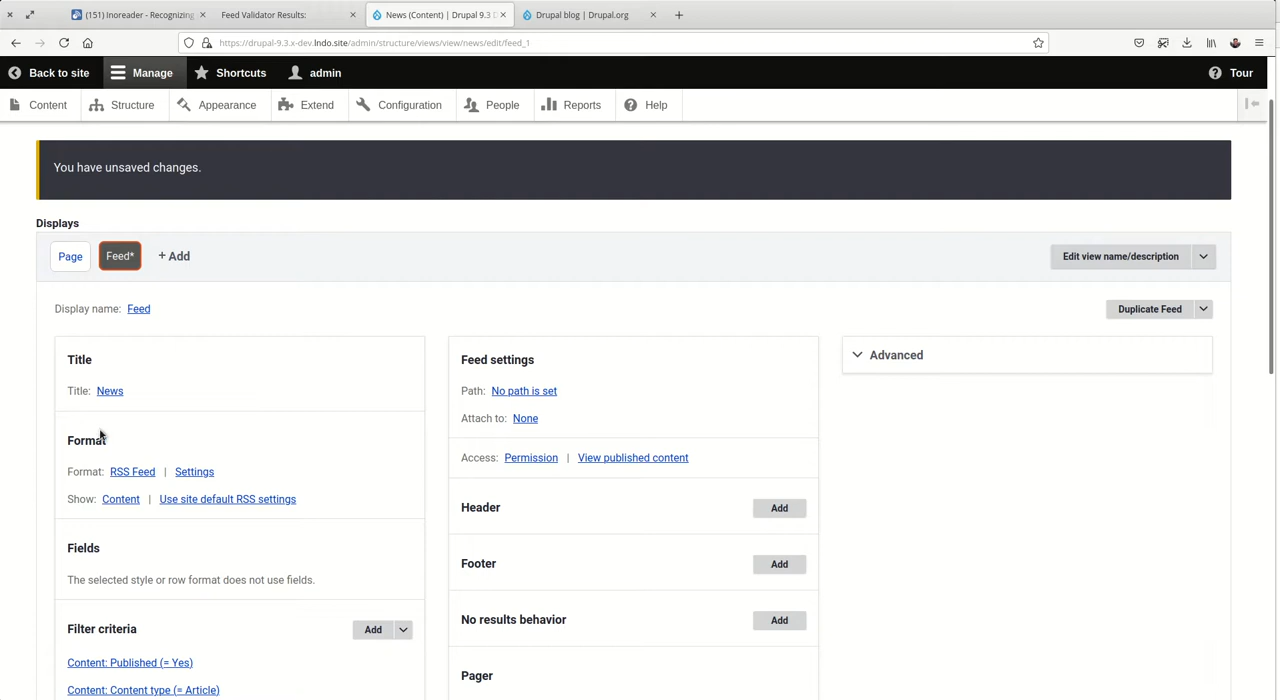 (151) Inoreader - Recognizing
Feed Validator Results:
News (Content) | Drupal 9.3
Drupal blog | Drupal.org
https://drupal-9.3.x-dev.lndo.site/admin/structure/views/view/news/edit/feed_1
Back to site
Manage
Shortcuts
admin
Tour
Content
Structure
Appearance
Extend
Configuration
People
Reports
Help
You have unsaved changes.
Displays
Page
Feed*
+ Add
Edit view name/description
Display name: Feed
Duplicate Feed
Title
Title: News
Format
Format: RSS Feed | Settings
Show: Content | Use site default RSS settings
Fields
The selected style or row format does not use fields.
Filter criteria
Add
Content: Published (= Yes)
Content: Content type (= Article)
Feed settings
Path: No path is set
Attach to: None
Access: Permission | View published content
Header
Add
Footer
Add
No results behavior
Add
Pager
Advanced